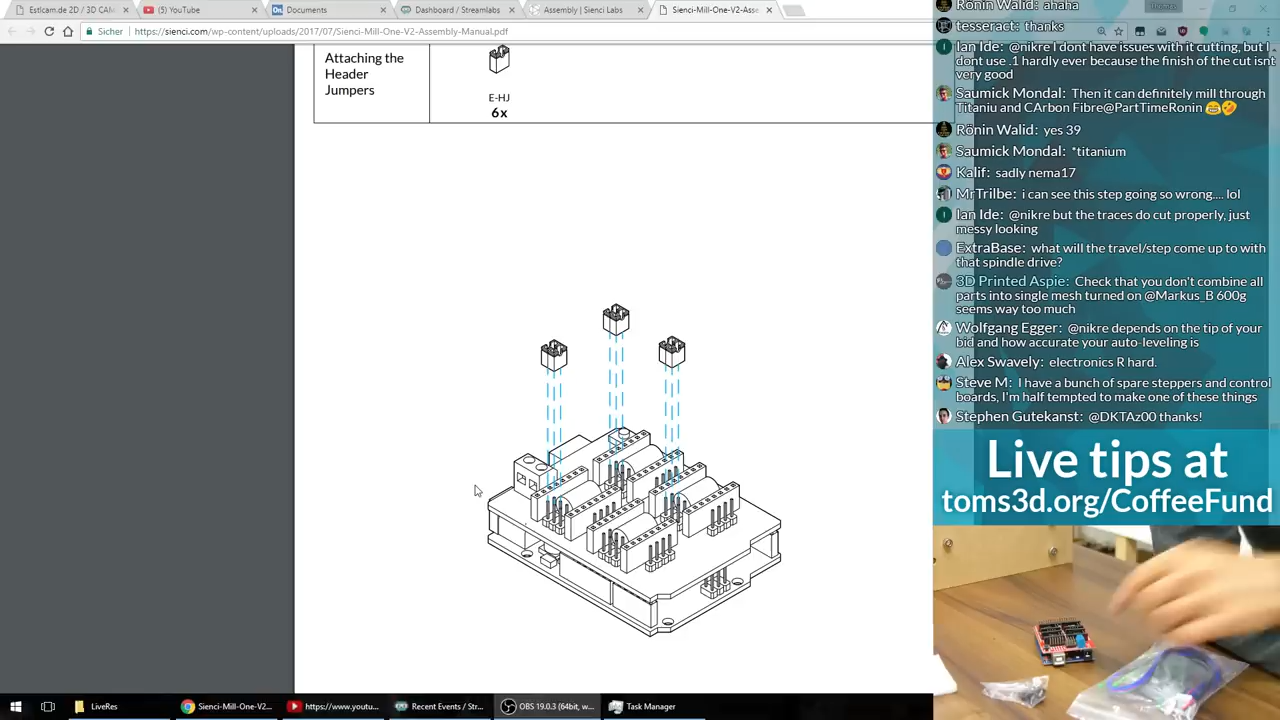 Estlcam.de 2D / 3D CAM
(5) YouTube
Documents
Dashboard / Streamlabs
Assembly | Sienci Labs
Sienci-Mill-One-V2-Asse
Thomas
Sicher
https://sienci.com/wp-content/uploads/2017/07/Sienci-Mill-One-V2-Assembly-Manual.pdf
Attaching the
Header
Jumpers
E-HJ
6x
Rönin Walid: ahaha
tesseract: thanks
Ian Ide: @nikre I dont have issues with it cutting, but I
dont use .1 hardly ever because the finish of the cut isnt
very good
Saumick Mondal: Then it can definitely mill through
Titaniu and CArbon Fibre@PartTimeRonin 😂🤣
Rönin Walid: yes 39
Saumick Mondal: *titanium
Kalif: sadly nema17
MrTrilbe: i can see this step going so wrong.... lol
Ian Ide: @nikre but the traces do cut properly, just
messy looking
ExtraBase: what will the travel/step come up to with
that spindle drive?
3D Printed Aspie: Check that you don't combine all
parts into single mesh turned on @Markus_B 600g
seems way too much
Wolfgang Egger: @nikre depends on the tip of your
bid and how accurate your auto-leveling is
Alex Swavely: electronics R hard.
Steve M: I have a bunch of spare steppers and control
boards, I'm half tempted to make one of these things
Stephen Gutekanst: @DKTAz00 thanks!
Live tips at
toms3d.org/CoffeeFund
LiveRes
Sienci-Mill-One-V2...
https://www.youtu...
Recent Events / Str...
OBS 19.0.3 (64bit, w...
Task Manager